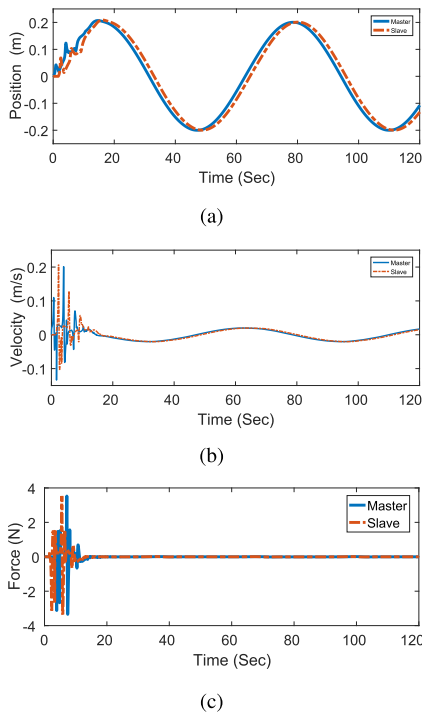 0.2
0.1
0
-0.1
-0.2
Position (m)
Master
Slave
0 20 40 60 80 100 120
Time (Sec)
(a)
0.2
0.1
0
-0.1
Velocity (m/s)
Master
Slave
0 20 40 60 80 100 120
Time (Sec)
(b)
4
2
0
-2
-4
Force (N)
Master
Slave
0 20 40 60 80 100 120
Time (Sec)
(c)